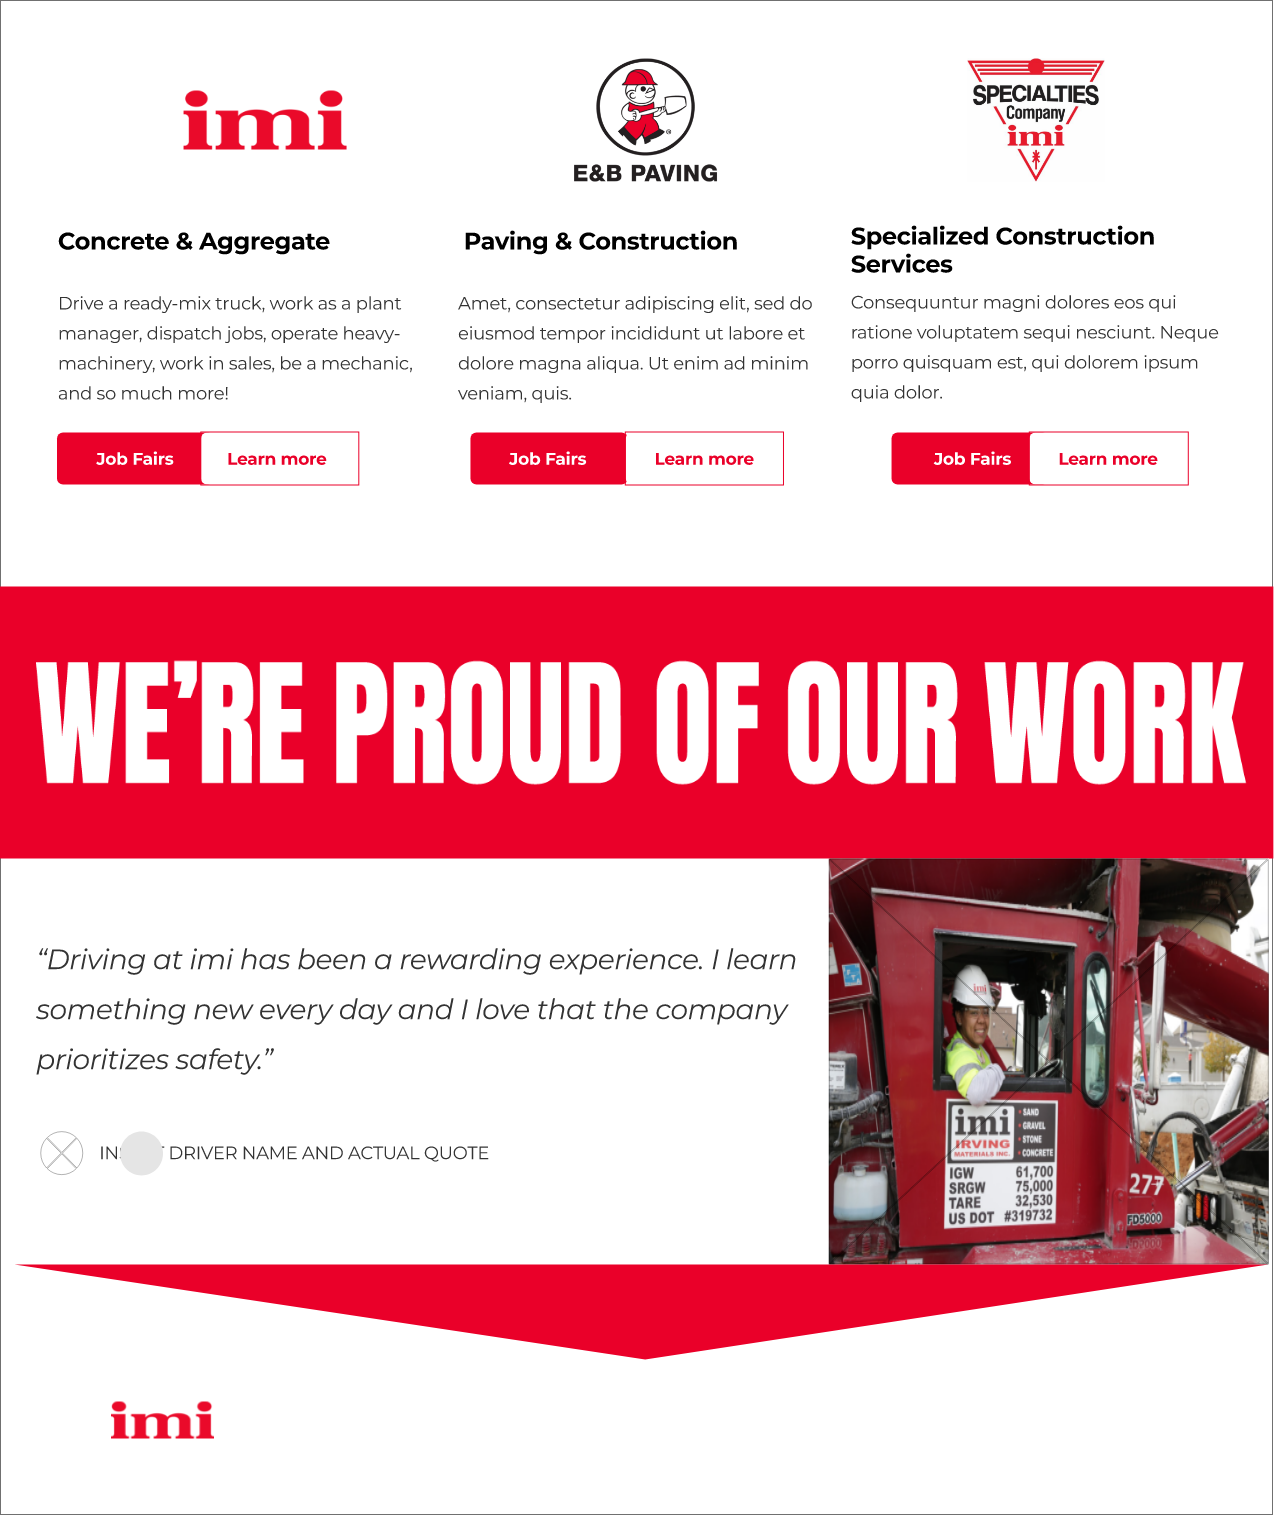 imi
E&B PAVING
SPECIALTIES
Company
imi
Concrete & Aggregate
Drive a ready-mix truck, work as a plant
manager, dispatch jobs, operate heavy-
machinery, work in sales, be a mechanic,
and so much more!
Job Fairs
Learn more
Paving & Construction
Amet, consectetur adipiscing elit, sed do
eiusmod tempor incididunt ut labore et
dolore magna aliqua. Ut enim ad minim
veniam, quis.
Job Fairs
Learn more
Specialized Construction
Services
Consequuntur magni dolores eos qui
ratione voluptatem sequi nesciunt. Neque
porro quisquam est, qui dolorem ipsum
quia dolor.
Job Fairs
Learn more
WE’RE PROUD OF OUR WORK
“Driving at imi has been a rewarding experience. I learn
something new every day and I love that the company
prioritizes safety.”
DRIVER NAME AND ACTUAL QUOTE
imi
imi
IRVING
MATERIALS INC.
• SAND
• GRAVEL
• STONE
• CONCRETE
IGW 61,700
SRGW 75,000
TARE 32,530
US DOT #319732
277
FD5000
imi